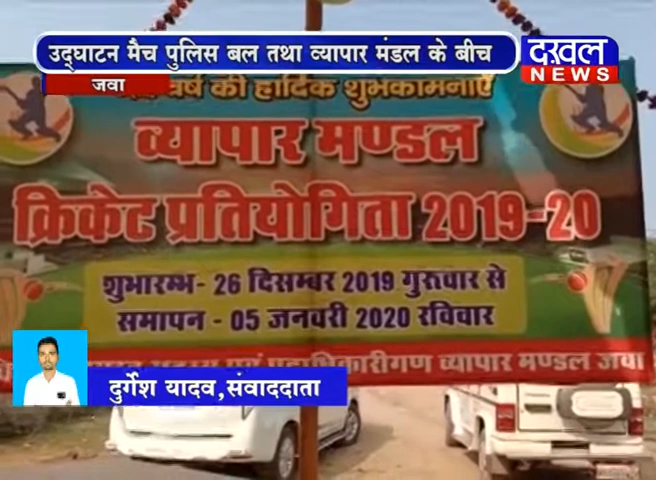 उद्घाटन मैच पुलिस बल तथा व्यापार मंडल के बीच
दख़ल
NEWS
जवा
वर्ष की हार्दिक शुभकामनाएँ
व्यापार मण्डल
क्रिकेट प्रतियोगिता 2019-20
शुभारम्भ- 26 दिसम्बर 2019 गुरूवार से
समापन - 05 जनवरी 2020 रविवार
एवं पदाधिकारीगण व्यापार मण्डल जवा
दुर्गेश यादव,संवाददाता